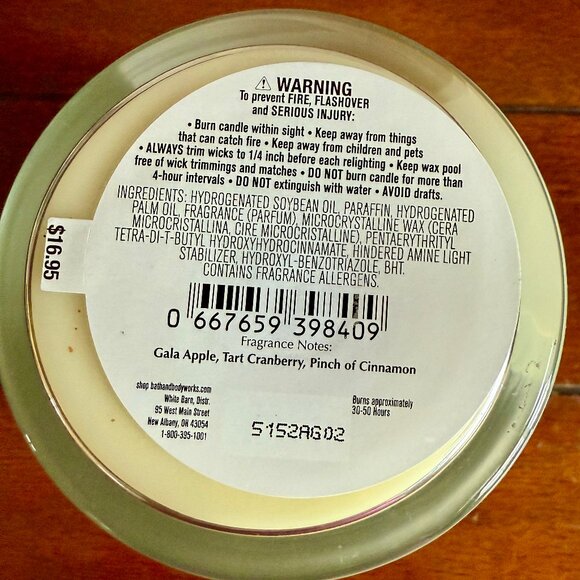 ⚠ WARNING
To prevent FIRE, FLASHOVER
and SERIOUS INJURY:
• Burn candle within sight • Keep away from things
that can catch fire • Keep away from children and pets
• ALWAYS trim wicks to 1/4 inch before each relighting • Keep wax pool
free of wick trimmings and matches • DO NOT burn candle for more than
4-hour intervals • DO NOT extinguish with water • AVOID drafts.
INGREDIENTS: HYDROGENATED SOYBEAN OIL, PARAFFIN, HYDROGENATED
PALM OIL, FRAGRANCE (PARFUM), MICROCRYSTALLINE WAX (CERA
MICROCRISTALLINA, CIRE MICROCRISTALLINE), PENTAERYTHRITYL
TETRA-DI-T-BUTYL HYDROXYHYDROCINNAMATE, HINDERED AMINE LIGHT
STABILIZER, HYDROXYL-BENZOTRIAZOLE, BHT.
CONTAINS FRAGRANCE ALLERGENS.
$16.95
0 667659 398409
Fragrance Notes:
Gala Apple, Tart Cranberry, Pinch of Cinnamon
shop bathandbodyworks.com
White Barn, Distr.
95 West Main Street
New Albany, OH 43054
1-800-395-1001
Burns approximately
30-50 Hours
5152AG02